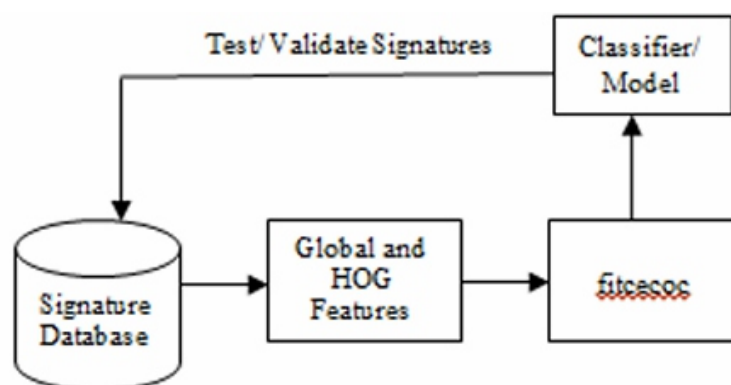 Test/ Validate Signatures
Classifier/
Model
Signature
Database
Global and
HOG
Features
fitcecoc